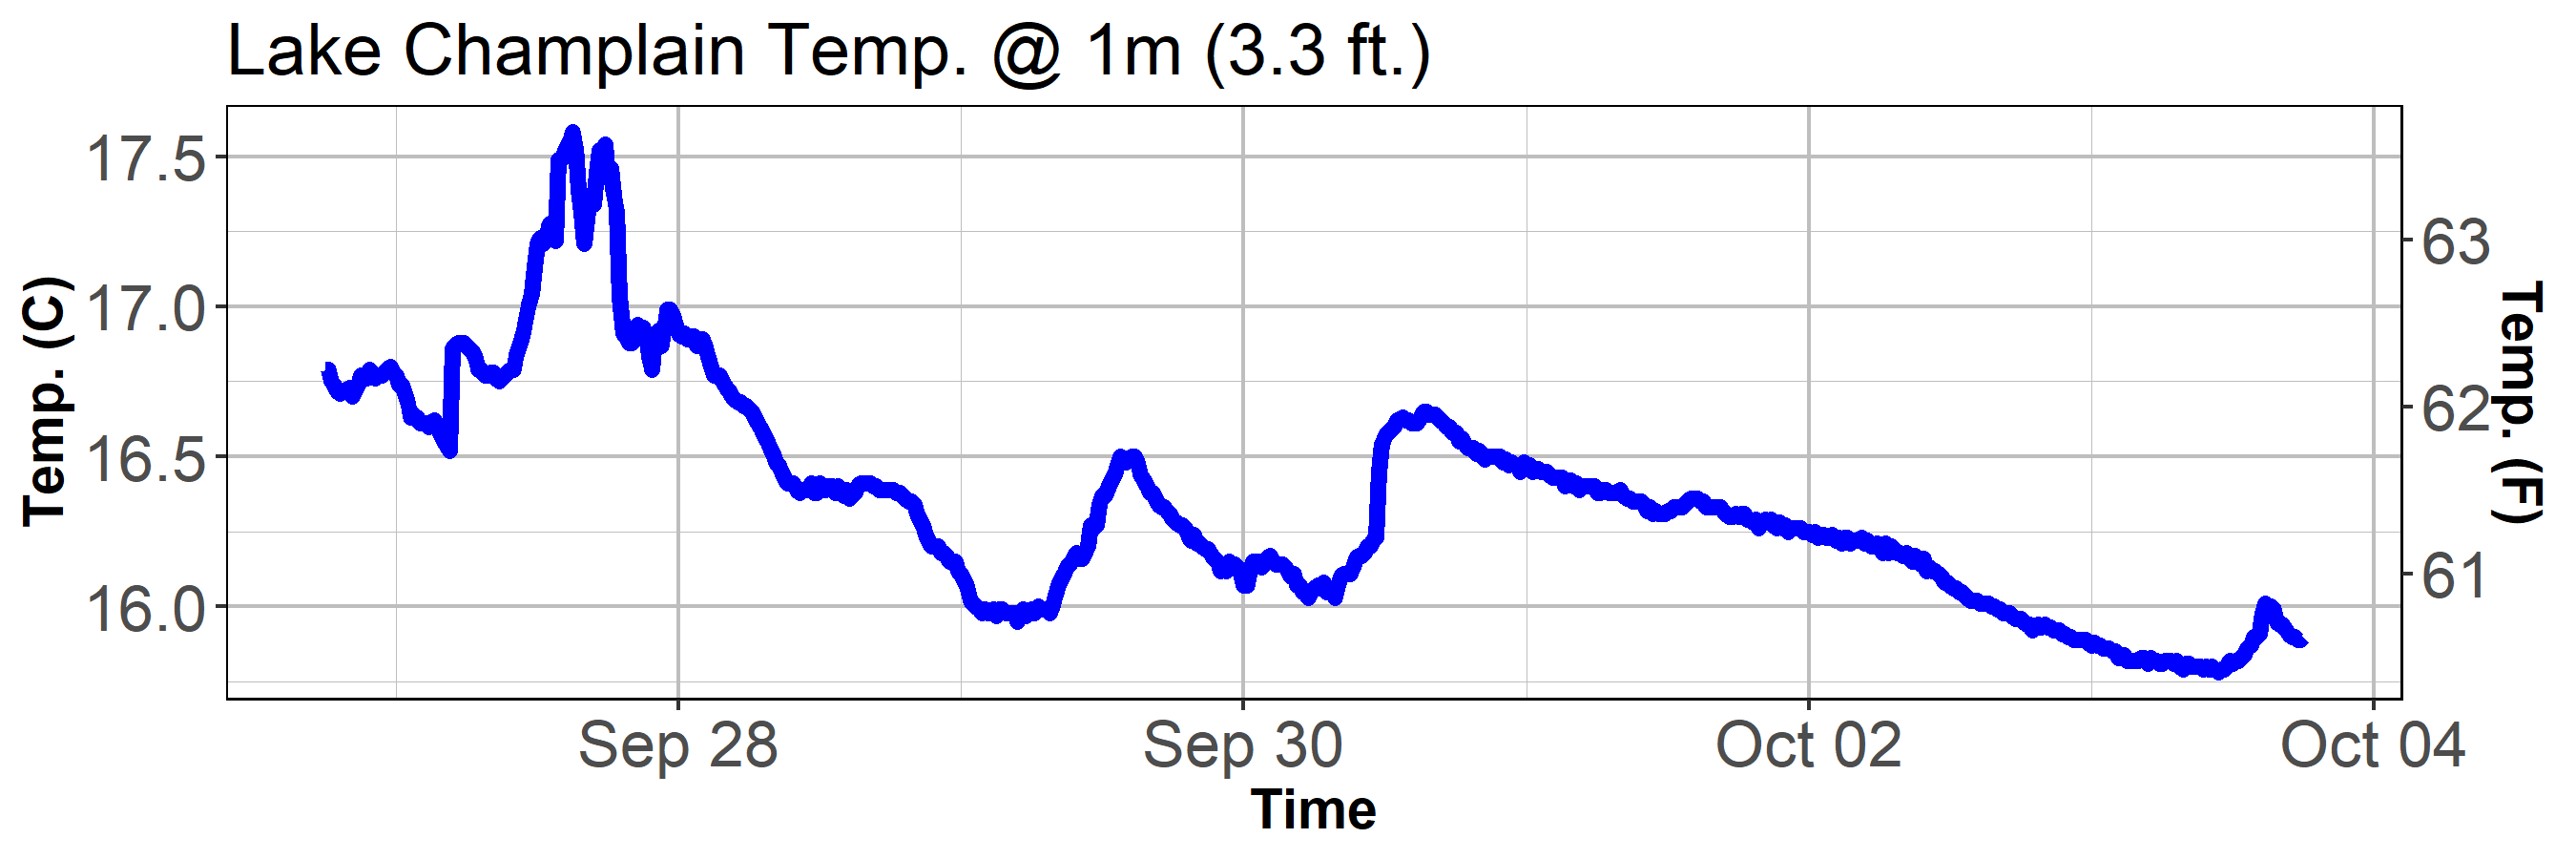 Lake Champlain Temp. @ 1m (3.3 ft.)
Temp. (C)
17.5
17.0
16.5
16.0
63
62
61
Temp. (F)
Sep 28
Sep 30
Oct 02
Oct 04
Time